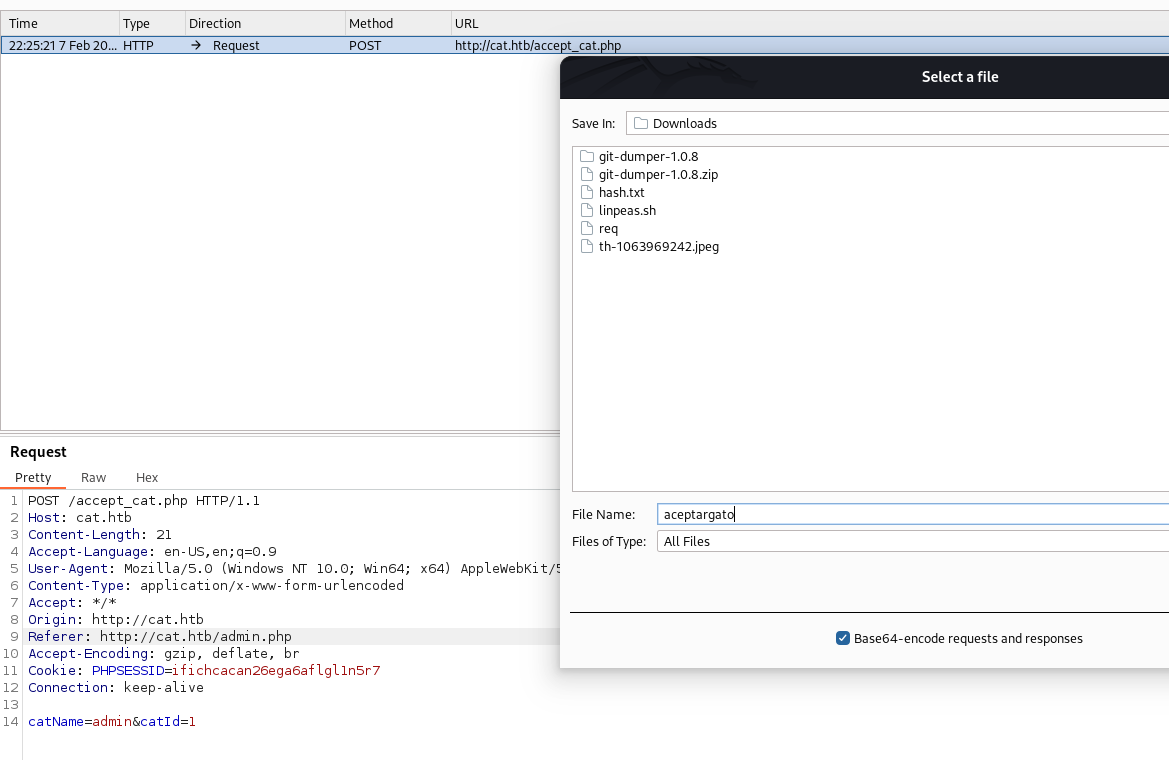 Time Type Direction Method URL
22:25:21 7 Feb 20... HTTP → Request POST http://cat.htb/accept_cat.php
Select a file
Save In: Downloads
git-dumper-1.0.8
git-dumper-1.0.8.zip
hash.txt
linpeas.sh
req
th-1063969242.jpeg
File Name: aceptargato
Files of Type: All Files
Base64-encode requests and responses
Request
Pretty Raw Hex
1 POST /accept_cat.php HTTP/1.1
2 Host: cat.htb
3 Content-Length: 21
4 Accept-Language: en-US,en;q=0.9
5 User-Agent: Mozilla/5.0 (Windows NT 10.0; Win64; x64) AppleWebKit/5
6 Content-Type: application/x-www-form-urlencoded
7 Accept: */*
8 Origin: http://cat.htb
9 Referer: http://cat.htb/admin.php
10 Accept-Encoding: gzip, deflate, br
11 Cookie: PHPSESSID=ifichcacan26ega6aflgl1n5r7
12 Connection: keep-alive
13
14 catName=admin&catId=1